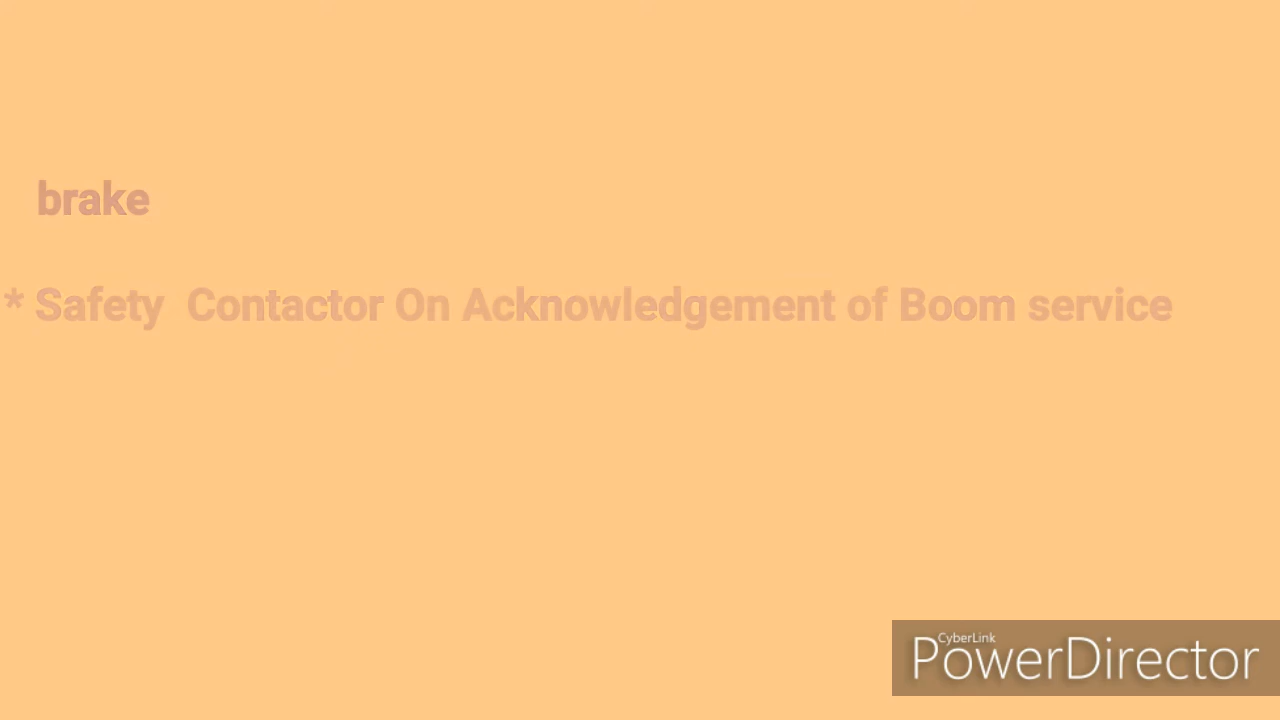 brake
* Safety  Contactor On Acknowledgement of Boom service
CyberLink
PowerDirector